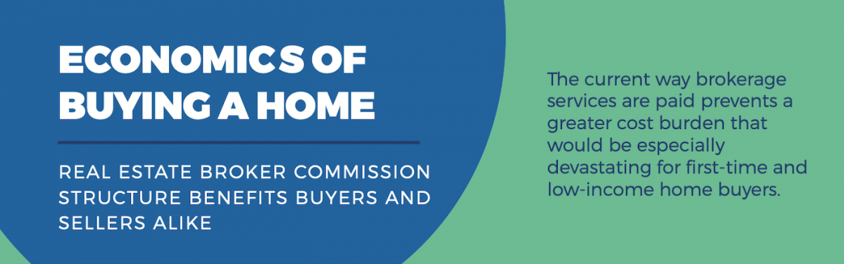 ECONOMICS OF
BUYING A HOME
REAL ESTATE BROKER COMMISSION
STRUCTURE BENEFITS BUYERS AND
SELLERS ALIKE
The current way brokerage
services are paid prevents a
greater cost burden that
would be especially
devastating for first-time and
low-income home buyers.